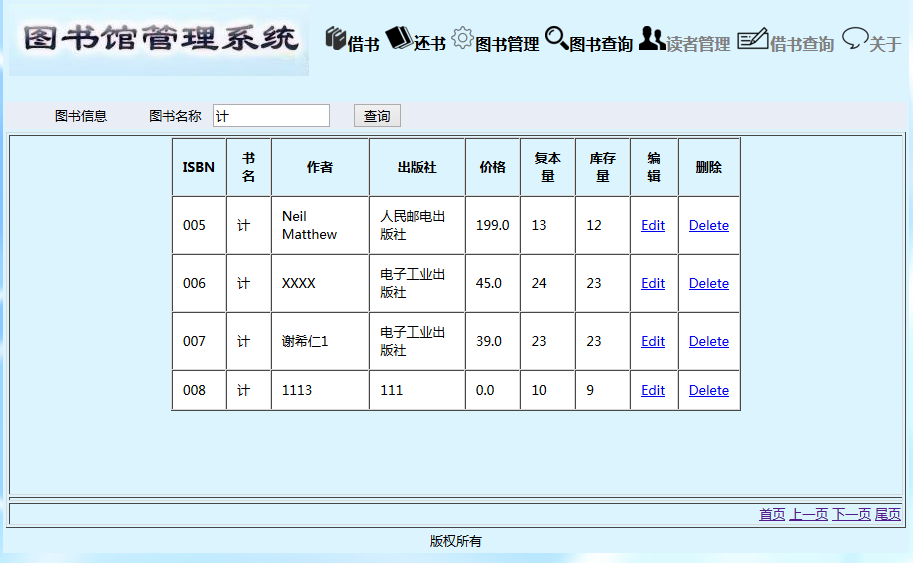 图书馆管理系统
借书 还书 图书管理 图书查询 读者管理 借书查询 关于
图书信息 图书名称 计 查询
ISBN 书名 作者 出版社 价格 复本量 库存量 编辑 删除
005 计 Neil Matthew 人民邮电出版社 199.0 13 12 Edit Delete
006 计 XXXX 电子工业出版社 45.0 24 23 Edit Delete
007 计 谢希仁1 电子工业出版社 39.0 23 23 Edit Delete
008 计 1113 111 0.0 10 9 Edit Delete
首页 上一页 下一页 尾页
版权所有